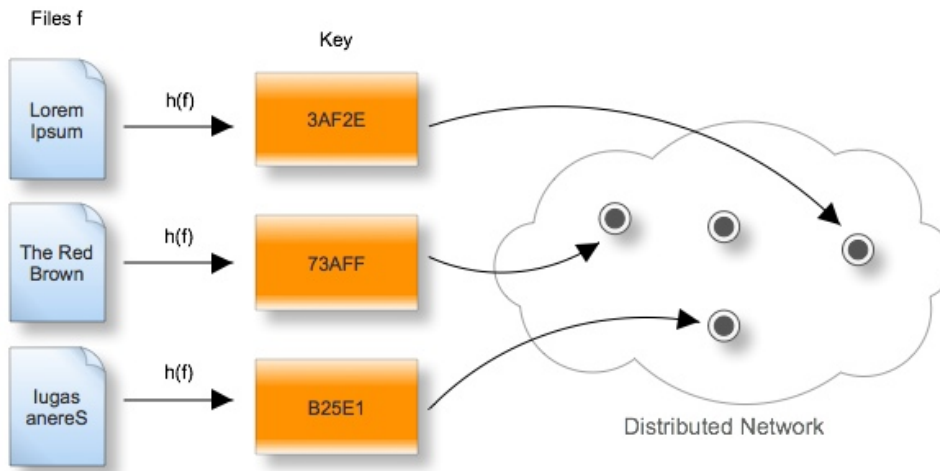 Files f
Key
Lorem
Ipsum
h(f)
3AF2E
The Red
Brown
h(f)
73AFF
Iugas
anereS
h(f)
B25E1
Distributed Network